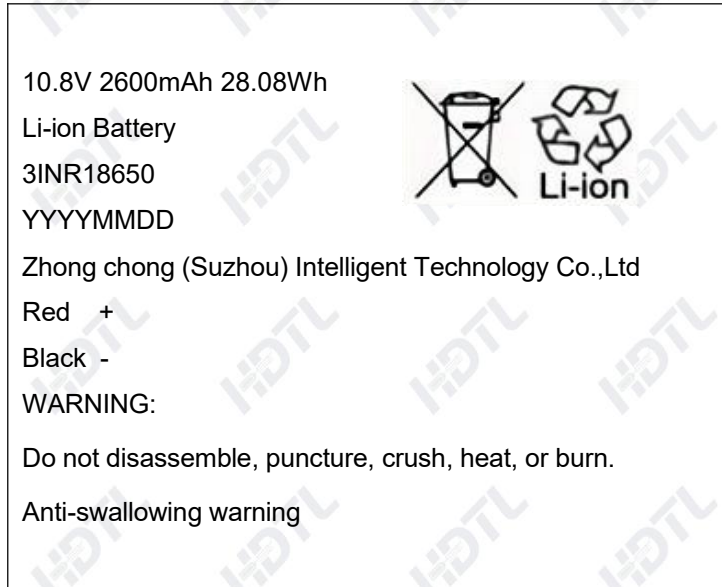 10.8V 2600mAh 28.08Wh
Li-ion Battery
3INR18650
Li-ion
YYYYMMDD
Zhong chong (Suzhou) Intelligent Technology Co.,Ltd
Red +
Black -
WARNING:
Do not disassemble, puncture, crush, heat, or burn.
Anti-swallowing warning
HDTL